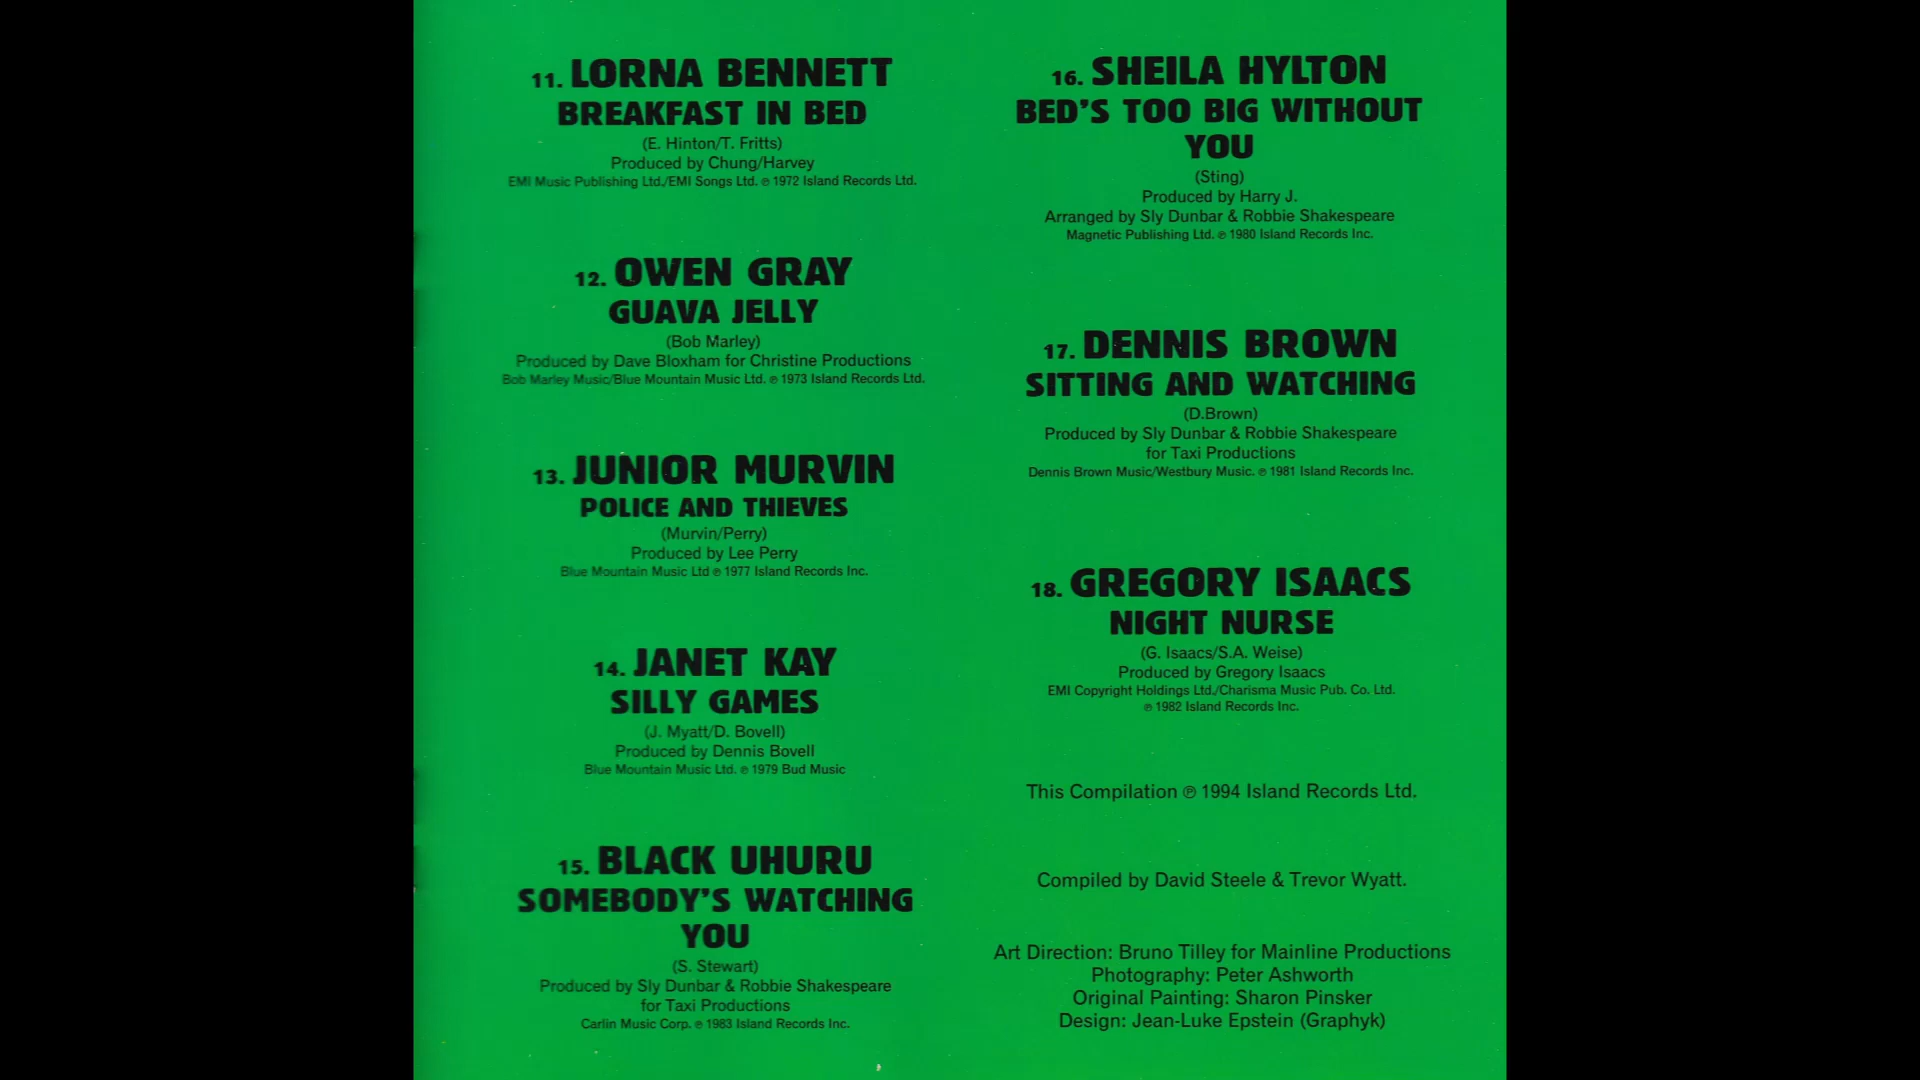 11. LORNA BENNETT
BREAKFAST IN BED
(E. Hinton/T. Fritts)
Produced by Chung/Harvey
EMI Music Publishing Ltd./EMI Songs Ltd. ℗ 1972 Island Records Ltd.
12. OWEN GRAY
GUAVA JELLY
(Bob Marley)
Produced by Dave Bloxham for Christine Productions
Bob Marley Music/Blue Mountain Music Ltd. ℗ 1973 Island Records Ltd.
13. JUNIOR MURVIN
POLICE AND THIEVES
(Murvin/Perry)
Produced by Lee Perry
Blue Mountain Music Ltd ℗ 1977 Island Records Inc.
14. JANET KAY
SILLY GAMES
(J. Myatt/D. Bovell)
Produced by Dennis Bovell
Blue Mountain Music Ltd. ℗ 1979 Bud Music
15. BLACK UHURU
SOMEBODY'S WATCHING
YOU
(S. Stewart)
Produced by Sly Dunbar & Robbie Shakespeare
for Taxi Productions
Carlin Music Corp. ℗ 1983 Island Records Inc.
16. SHEILA HYLTON
BED'S TOO BIG WITHOUT
YOU
(Sting)
Produced by Harry J.
Arranged by Sly Dunbar & Robbie Shakespeare
Magnetic Publishing Ltd. ℗ 1980 Island Records Inc.
17. DENNIS BROWN
SITTING AND WATCHING
(D.Brown)
Produced by Sly Dunbar & Robbie Shakespeare
for Taxi Productions
Dennis Brown Music/Westbury Music. ℗ 1981 Island Records Inc.
18. GREGORY ISAACS
NIGHT NURSE
(G. Isaacs/S.A. Weise)
Produced by Gregory Isaacs
EMI Copyright Holdings Ltd./Charisma Music Pub. Co. Ltd.
℗ 1982 Island Records Inc.
This Compilation ℗ 1994 Island Records Ltd.
Compiled by David Steele & Trevor Wyatt.
Art Direction: Bruno Tilley for Mainline Productions
Photography: Peter Ashworth
Original Painting: Sharon Pinsker
Design: Jean-Luke Epstein (Graphyk)